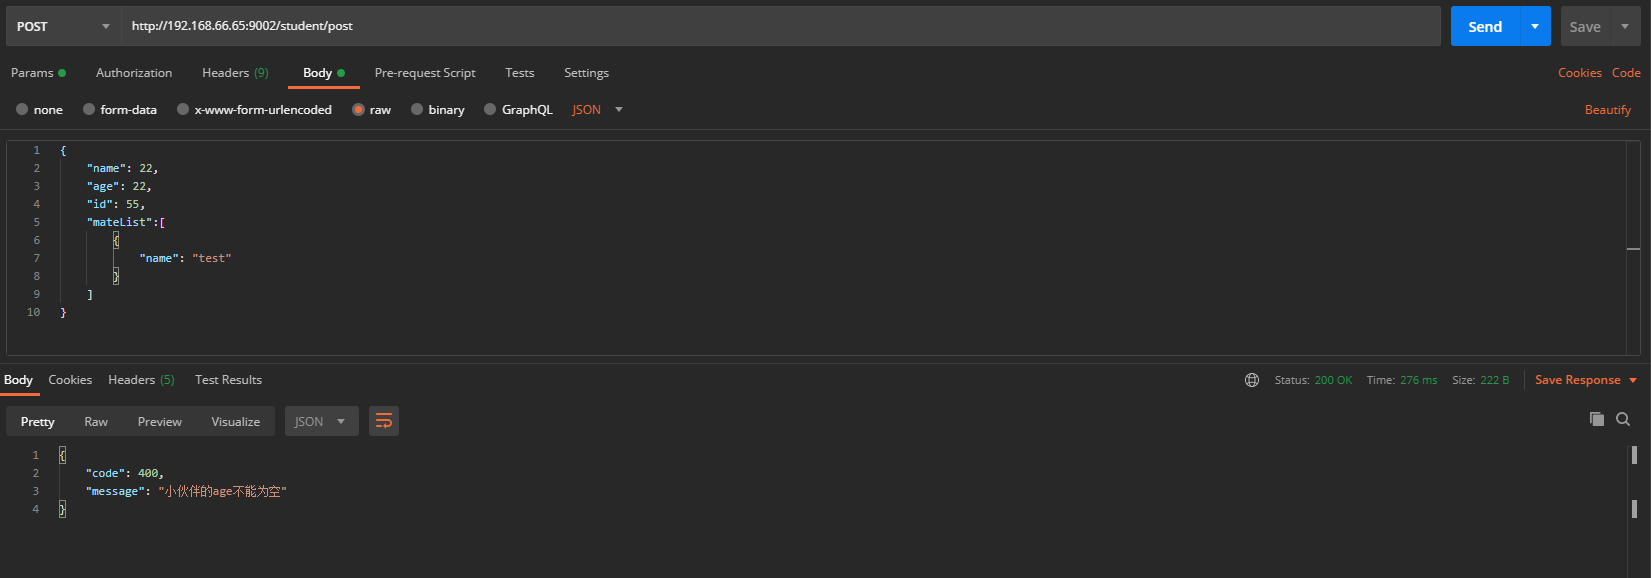 POST http://192.168.66.65:9002/student/post Send Save
Params Authorization Headers (9) Body Pre-request Script Tests Settings Cookies Code
none form-data x-www-form-urlencoded raw binary GraphQL JSON Beautify
1 {
2 "name": 22,
3 "age": 22,
4 "id": 55,
5 "mateList":[
6 {
7 "name": "test"
8 }
9 ]
10 }
Body Cookies Headers (5) Test Results Status: 200 OK Time: 276 ms Size: 222 B Save Response
Pretty Raw Preview Visualize JSON
1 {
2 "code": 400,
3 "message": "小伙伴的age不能为空"
4 }